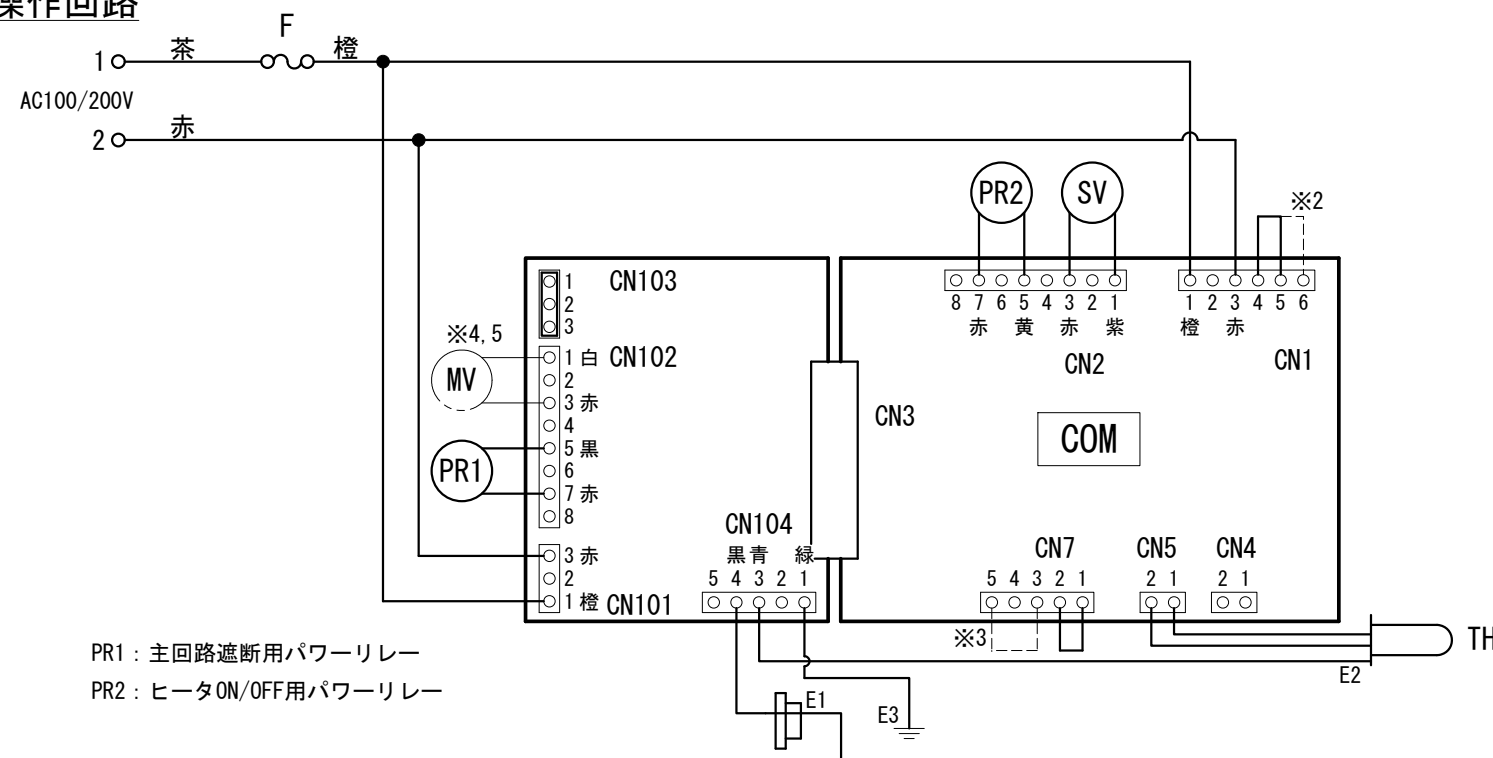 操作回路
F
1 茶 橙
AC100/200V
2 赤
PR2 SV ※2
8 7 6 5 4 3 2 1
赤 黄 赤 紫
CN2
1 2 3 4 5 6
橙 赤
CN1
1 CN103
2
3
※4,5
MV
1 白 CN102
2
3 赤
4
PR1
5 黒
6
7 赤
8
3 赤
2
1 橙 CN101
CN3
COM
CN104
黒 青 緑
5 4 3 2 1
CN7
5 4 3 2 1
※3
CN5
2 1
CN4
2 1
TH
E2
E1
E3
PR1：主回路遮断用パワーリレー
PR2：ヒータON/OFF用パワーリレー